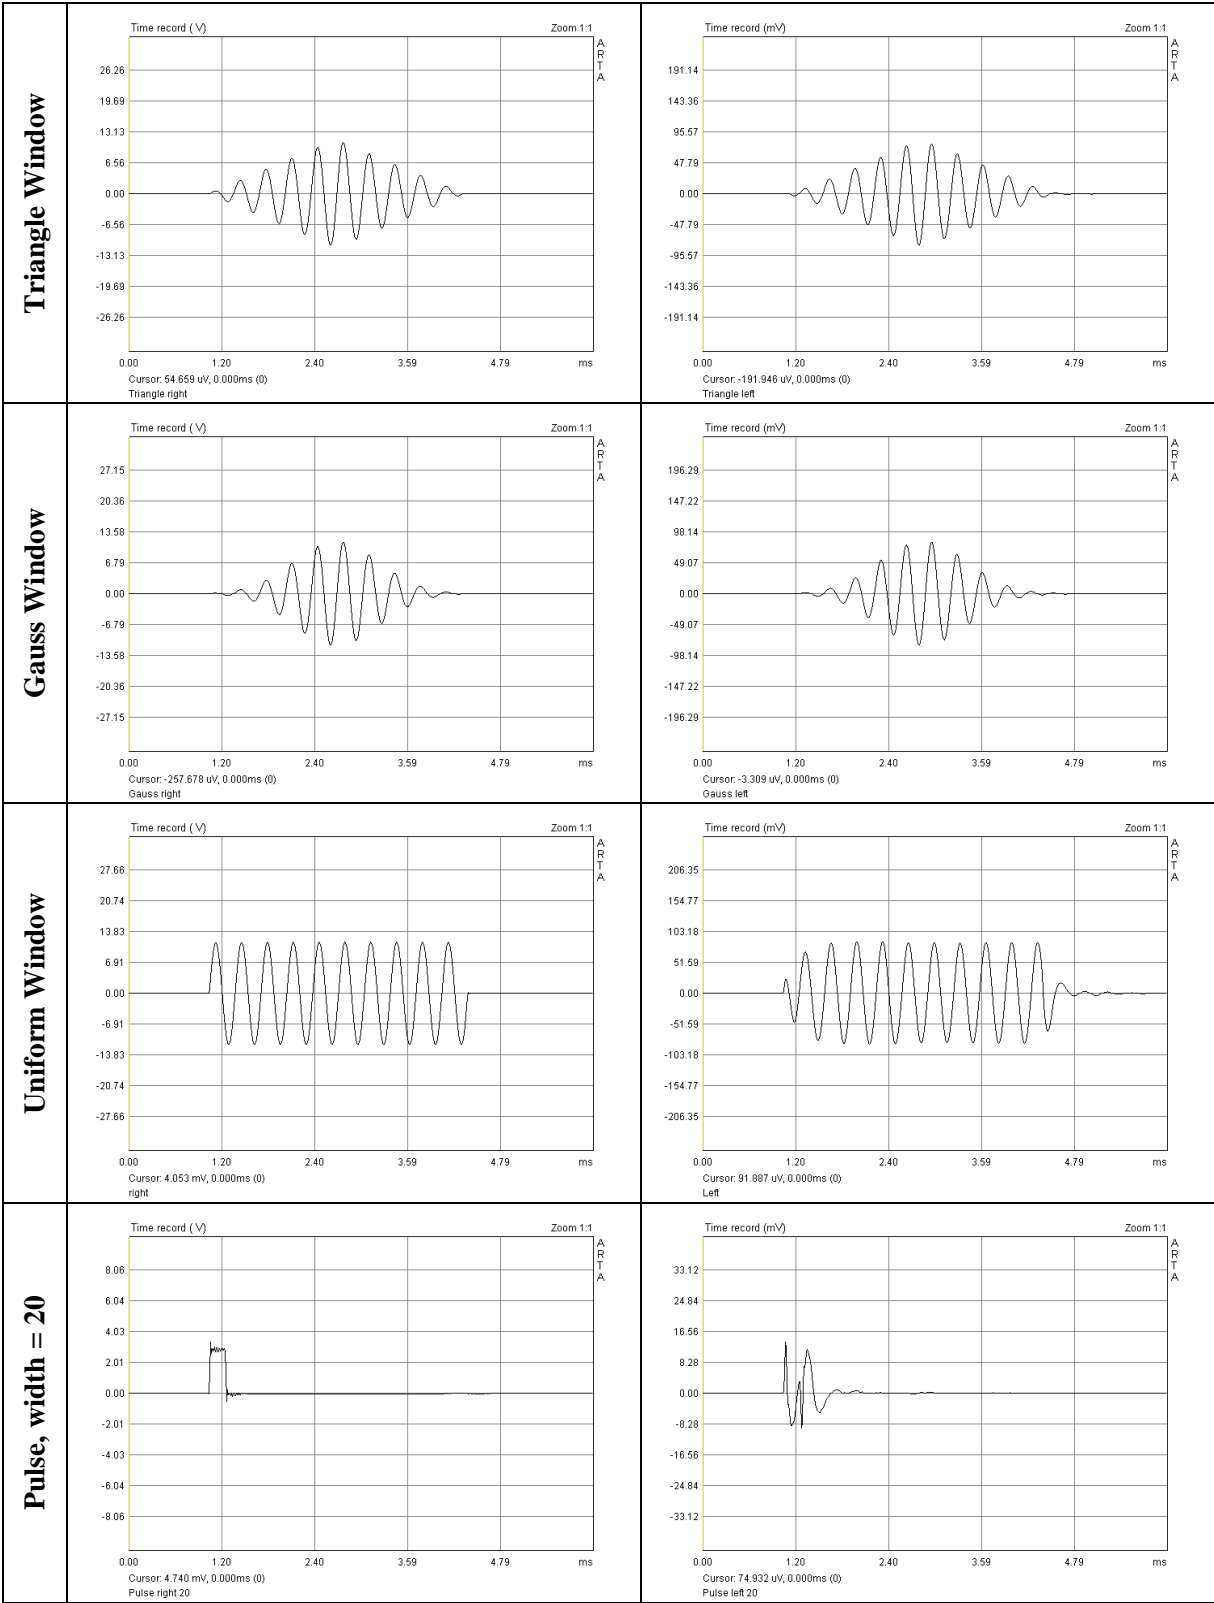 Triangle Window
Time record ( V)
Zoom 1:1
A
R
T
A
26.26
19.69
13.13
6.56
0.00
-6.56
-13.13
-19.69
-26.26
0.00 1.20 2.40 3.59 4.79 ms
Cursor: 54.659 uV, 0.000ms (0)
Triangle right
Time record (mV)
Zoom 1:1
A
R
T
A
191.14
143.36
95.57
47.79
0.00
-47.79
-95.57
-143.36
-191.14
0.00 1.20 2.40 3.59 4.79 ms
Cursor: -191.946 uV, 0.000ms (0)
Triangle left
Gauss Window
Time record ( V)
Zoom 1:1
A
R
T
A
27.15
20.36
13.58
6.79
0.00
-6.79
-13.58
-20.36
-27.15
0.00 1.20 2.40 3.59 4.79 ms
Cursor: -257.678 uV, 0.000ms (0)
Gauss right
Time record (mV)
Zoom 1:1
A
R
T
A
196.29
147.22
98.14
49.07
0.00
-49.07
-98.14
-147.22
-196.29
0.00 1.20 2.40 3.59 4.79 ms
Cursor: -3.309 uV, 0.000ms (0)
Gauss left
Uniform Window
Time record ( V)
Zoom 1:1
A
R
T
A
27.66
20.74
13.83
6.91
0.00
-6.91
-13.83
-20.74
-27.66
0.00 1.20 2.40 3.59 4.79 ms
Cursor: 4.053 mV, 0.000ms (0)
right
Time record (mV)
Zoom 1:1
A
R
T
A
206.35
154.77
103.18
51.59
0.00
-51.59
-103.18
-154.77
-206.35
0.00 1.20 2.40 3.59 4.79 ms
Cursor: 91.887 uV, 0.000ms (0)
Left
Pulse, width = 20
Time record ( V)
Zoom 1:1
A
R
T
A
8.06
6.04
4.03
2.01
0.00
-2.01
-4.03
-6.04
-8.06
0.00 1.20 2.40 3.59 4.79 ms
Cursor: 4.740 mV, 0.000ms (0)
Pulse right 20
Time record (mV)
Zoom 1:1
A
R
T
A
33.12
24.84
16.56
8.28
0.00
-8.28
-16.56
-24.84
-33.12
0.00 1.20 2.40 3.59 4.79 ms
Cursor: 74.932 uV, 0.000ms (0)
Pulse left 20